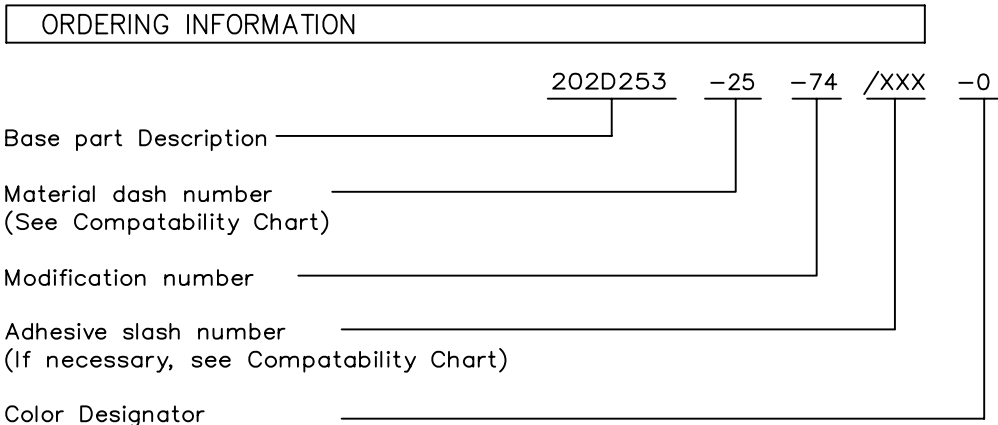 ORDERING INFORMATION
202D253 -25 -74 /XXX -0
Base part Description
Material dash number
(See Compatability Chart)
Modification number
Adhesive slash number
(If necessary, see Compatability Chart)
Color Designator